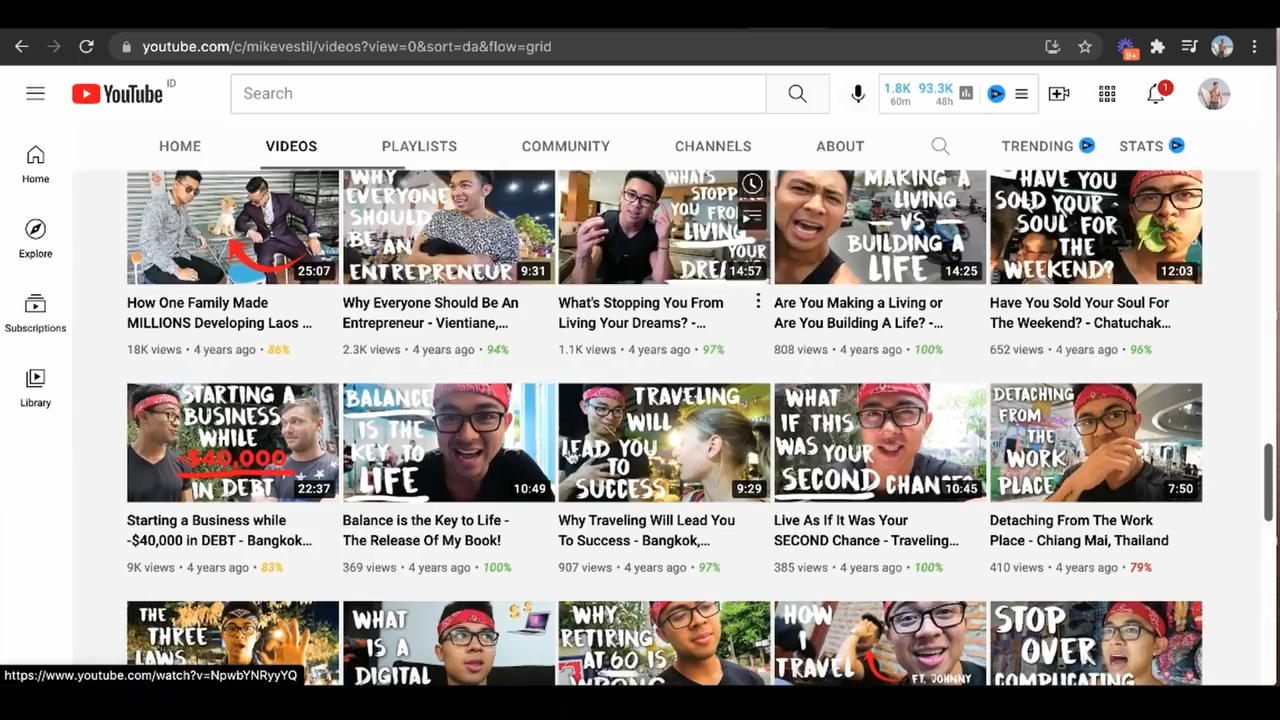 youtube.com/c/mikevestil/videos?view=0&sort=da&flow=grid
9+
YouTube ID
Search
1.8K 93.3K
60m 48h
1
HOME VIDEOS PLAYLISTS COMMUNITY CHANNELS ABOUT TRENDING STATS
Home
Explore
Subscriptions
Library
25:07
WHY
EVERYONE
SHOULD
BE
AN
ENTREPRENEUR
9:31
WHATS
STOPP
YOU FRO
LIVING
YOUR
DREA
14:57
MAKING A
LIVING
VS
BUILDING A
LIFE
14:25
HAVE YOU
SOLD YOUR
SOUL FOR
THE
WEEKEND?
12:03
How One Family Made
MILLIONS Developing Laos ...
18K views • 4 years ago • 86%
Why Everyone Should Be An
Entrepreneur - Vientiane,...
2.3K views • 4 years ago • 94%
What's Stopping You From
Living Your Dreams? -...
1.1K views • 4 years ago • 97%
Are You Making a Living or
Are You Building A Life? -...
808 views • 4 years ago • 100%
Have You Sold Your Soul For
The Weekend? - Chatuchak...
652 views • 4 years ago • 96%
STARTING A
BUSINESS
WHILE
-$40,000
IN DEBT
22:37
BALANCE
IS THE
KEY TO
LIFE
10:49
TRAVELING
WILL
LEAD YOU
TO
SUCCESS
9:29
WHAT
IF THIS
WAS YOUR
SECOND
CHAN
10:45
DETACHING
FROM
THE
WORK
PLACE
7:50
Starting a Business while
-$40,000 in DEBT - Bangkok...
9K views • 4 years ago • 83%
Balance is the Key to Life -
The Release Of My Book!
369 views • 4 years ago • 100%
Why Traveling Will Lead You
To Success - Bangkok,...
907 views • 4 years ago • 97%
Live As If It Was Your
SECOND Chance - Traveling...
385 views • 4 years ago • 100%
Detaching From The Work
Place - Chiang Mai, Thailand
410 views • 4 years ago • 79%
THE
THREE
LAWS
WHAT
IS A
DIGITAL
WHY
RETIRING
AT 60 IS
WRONG
HOW
I
TRAVEL
FT. JOHNNY
STOP
OVER
COMPLICATING
https://www.youtube.com/watch?v=NpwbYNRyyYQ